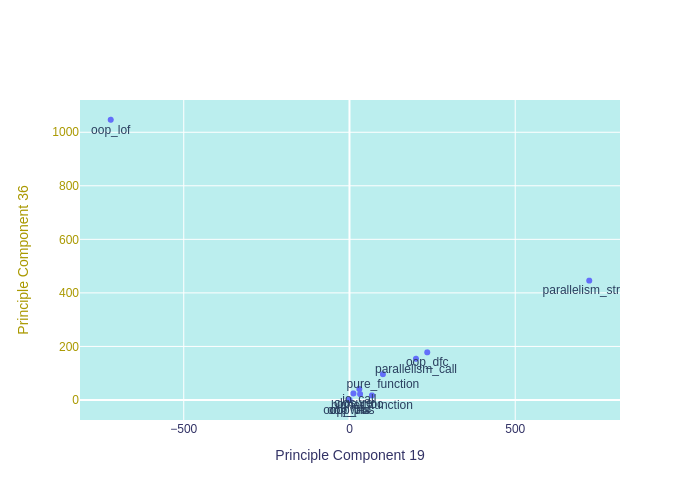 1000
800
600
400
200
0
Principle Component 36
oop_lof
parallelism_str
oop_dfc
parallelism_call
pure_function
−500
0
500
Principle Component 19